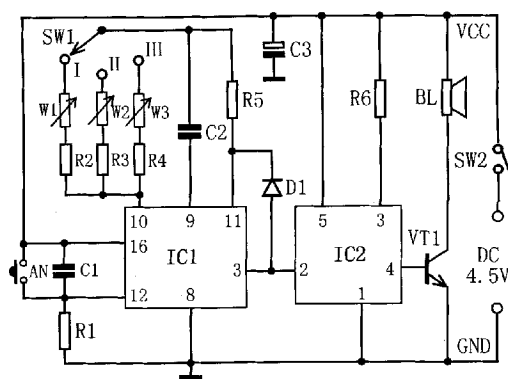 SW1
I
II
III
C3
VCC
W1
W2
W3
R5
R6
BL
C2
R2
R3
R4
SW2
D1
10
9
11
5
3
16
IC1
3
2
IC2
4
VT1
DC
4.5V
AN
C1
12
8
1
R1
GND